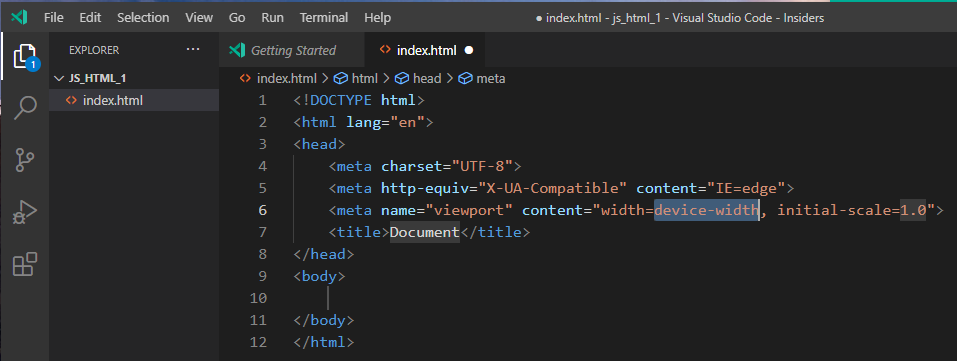 File Edit Selection View Go Run Terminal Help ● index.html - js_html_1 - Visual Studio Code - Insiders
EXPLORER ···
Getting Started
<> index.html ●
1
JS_HTML_1
<> index.html
<> index.html > html > head > meta
1 <!DOCTYPE html>
2 <html lang="en">
3 <head>
4 <meta charset="UTF-8">
5 <meta http-equiv="X-UA-Compatible" content="IE=edge">
6 <meta name="viewport" content="width=device-width, initial-scale=1.0">
7 <title>Document</title>
8 </head>
9 <body>
10
11 </body>
12 </html>